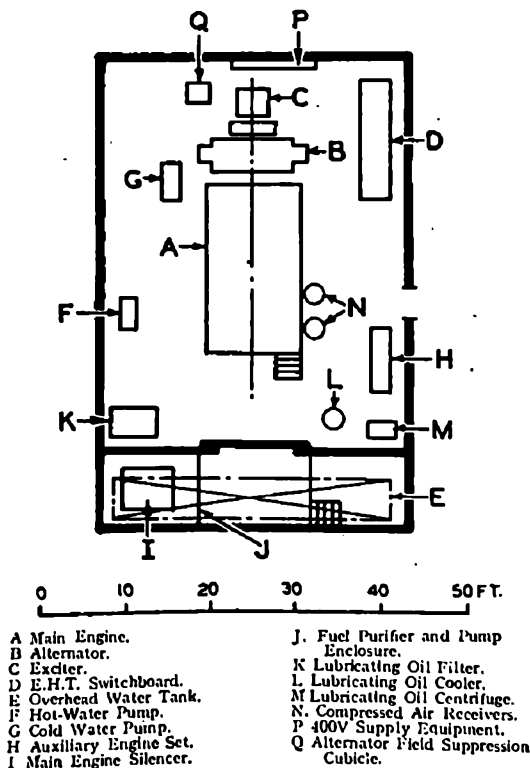 Q P
C
B D
G
A
F N
H
L
K M
E
I J
0 10 20 30 40 50 FT.
A Main Engine.
B Alternator.
C Exciter.
D E.H.T. Switchboard.
E Overhead Water Tank.
F Hot-Water Pump.
G Cold Water Pump.
H Auxiliary Engine Set.
I Main Engine Silencer.
J. Fuel Purifier and Pump
Enclosure.
K Lubricating Oil Filter.
L Lubricating Oil Cooler.
M Lubricating Oil Centrifuge.
N. Compressed Air Receivers.
P 400V Supply Equipment.
Q Alternator Field Suppression
Cubicle.